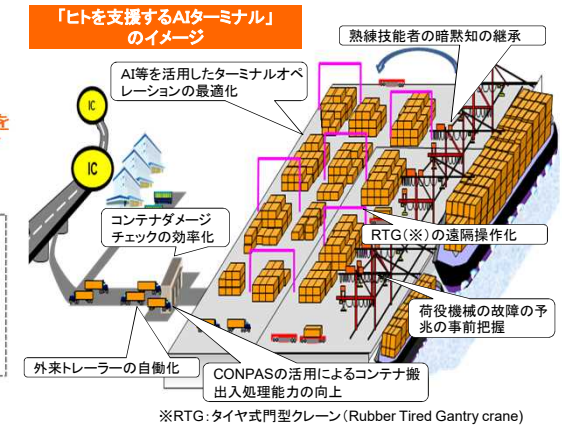 「ヒトを支援するAIターミナル」
のイメージ
熟練技能者の暗黙知の継承
AI等を活用したターミナルオペ
レーションの最適化
IC
を
IC
コンテナダメージ
チェックの効率化
RTG(※)の遠隔操作化
荷役機械の故障の予
兆の事前把握
外来トレーラーの自働化
CONPASの活用によるコンテナ搬
出入処理能力の向上
※RTG:タイヤ式門型クレーン(Rubber Tired Gantry crane)